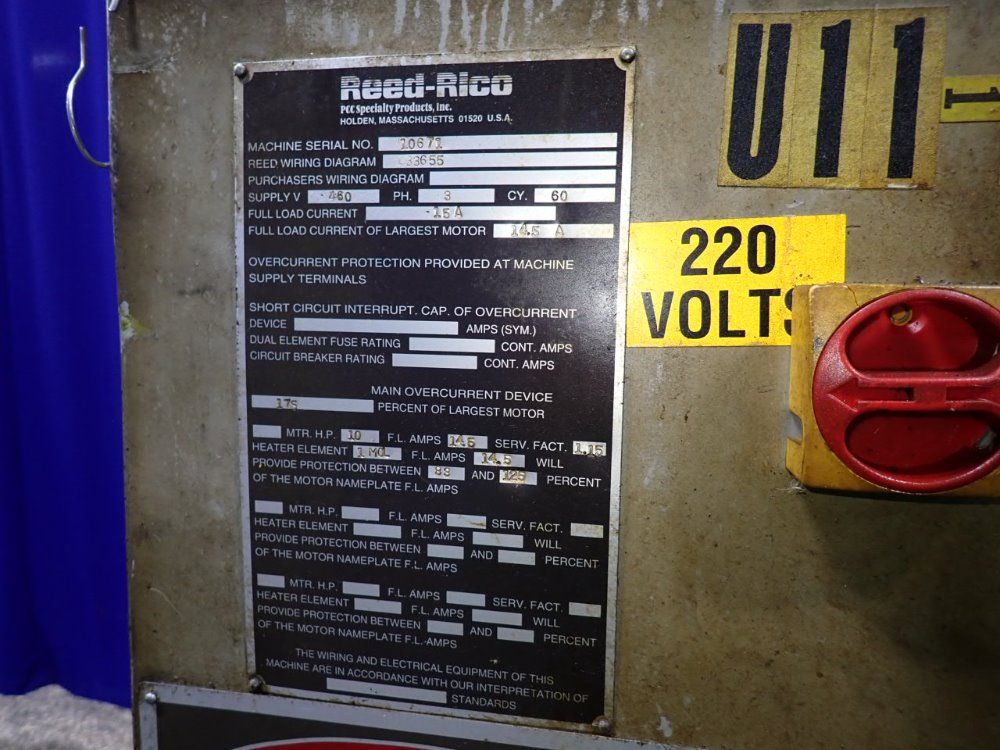 Reed-Rico
PCC Specialty Products, Inc.
HOLDEN, MASSACHUSETTS 01520 U.S.A.
MACHINE SERIAL NO. 10671
REED WIRING DIAGRAM 33655
PURCHASERS WIRING DIAGRAM
SUPPLY V 460 PH. 3 CY. 60
FULL LOAD CURRENT 15 A
FULL LOAD CURRENT OF LARGEST MOTOR 14.5 A
OVERCURRENT PROTECTION PROVIDED AT MACHINE
SUPPLY TERMINALS
SHORT CIRCUIT INTERRUPT. CAP. OF OVERCURRENT
DEVICE AMPS (SYM.)
DUAL ELEMENT FUSE RATING CONT. AMPS
CIRCUIT BREAKER RATING CONT. AMPS
MAIN OVERCURRENT DEVICE
175 PERCENT OF LARGEST MOTOR
MTR. H.P. 10 F.L. AMPS 14.5 SERV. FACT. 1.15
HEATER ELEMENT 1 MOL F.L. AMPS 14.5 WILL
PROVIDE PROTECTION BETWEEN AND 125 PERCENT
OF THE MOTOR NAMEPLATE F.L. AMPS
MTR. H.P. F.L. AMPS SERV. FACT.
HEATER ELEMENT F.L. AMPS WILL
PROVIDE PROTECTION BETWEEN AND PERCENT
OF THE MOTOR NAMEPLATE F.L. AMPS
MTR. H.P. F.L. AMPS SERV. FACT.
HEATER ELEMENT F.L. AMPS WILL
PROVIDE PROTECTION BETWEEN AND PERCENT
OF THE MOTOR NAMEPLATE F.L. AMPS
THE WIRING AND ELECTRICAL EQUIPMENT OF THIS
MACHINE ARE IN ACCORDANCE WITH OUR INTERPRETATION OF
STANDARDS
U11
220
VOLTS